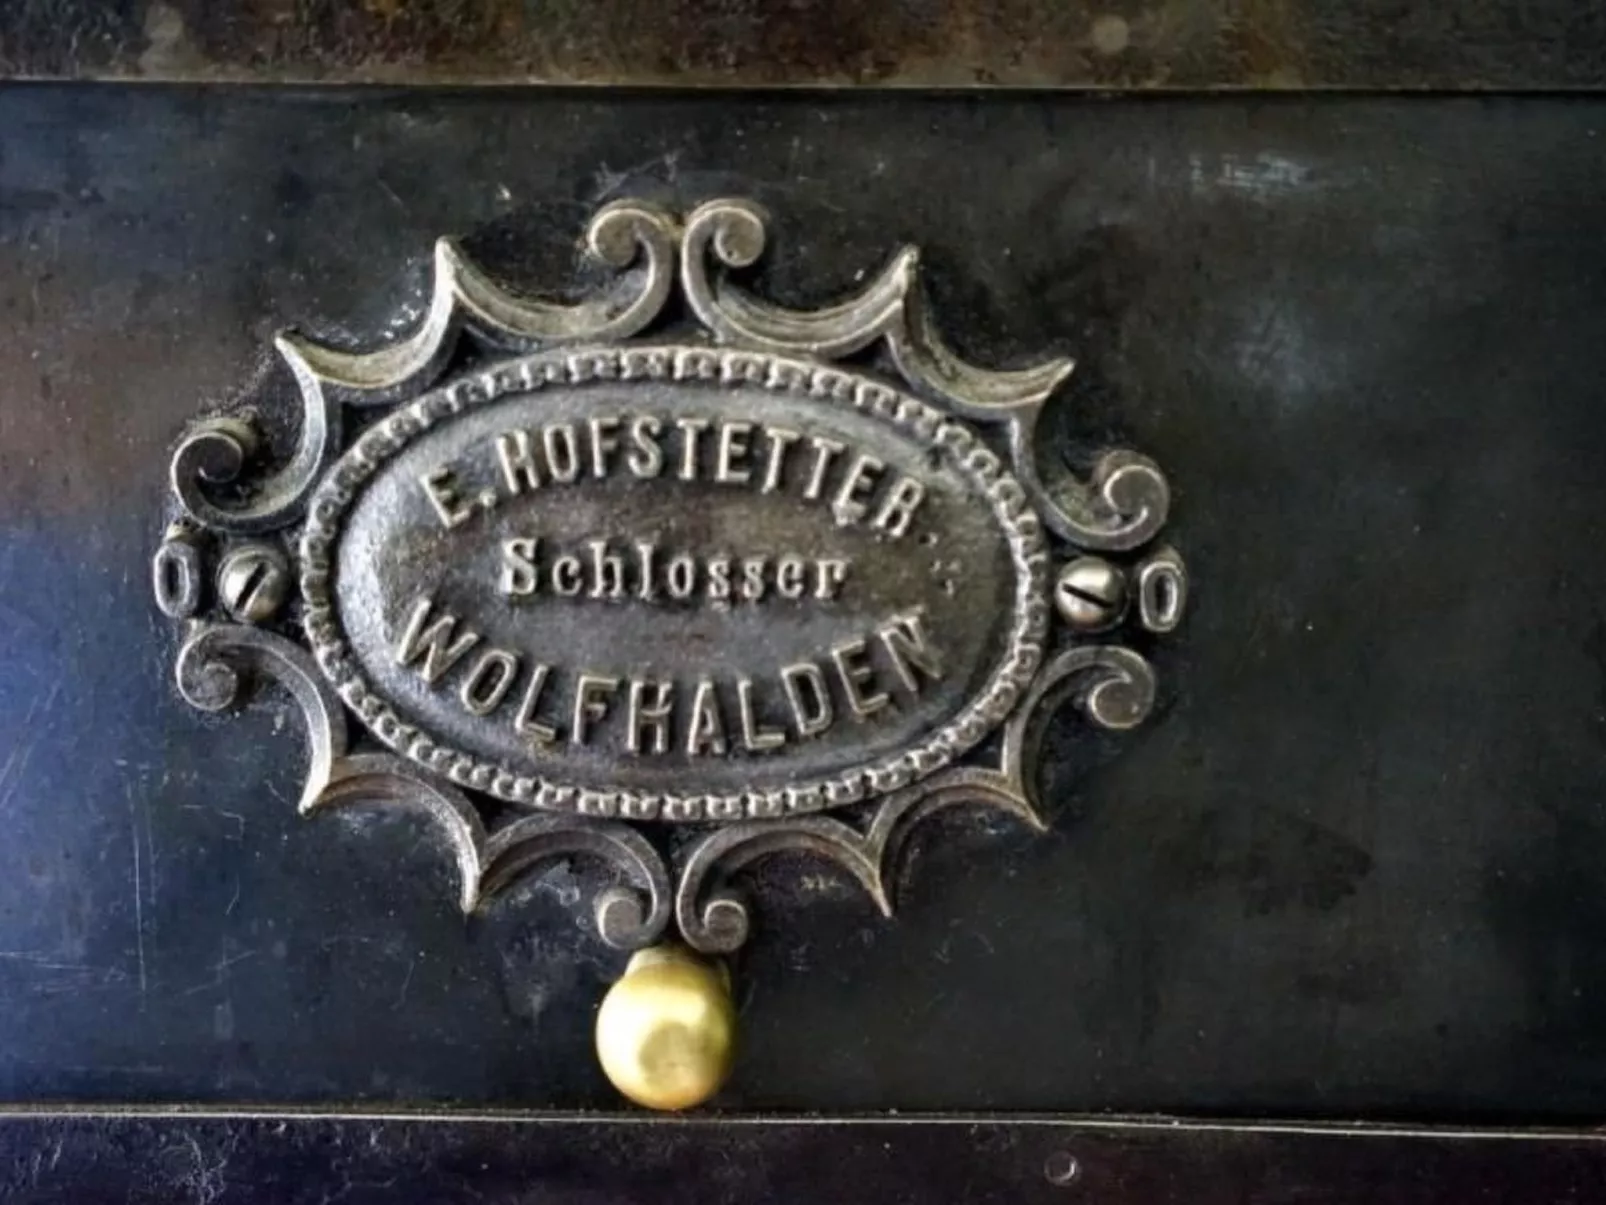 E. HOFSTETTER
Schlosser
WOLFHALDEN